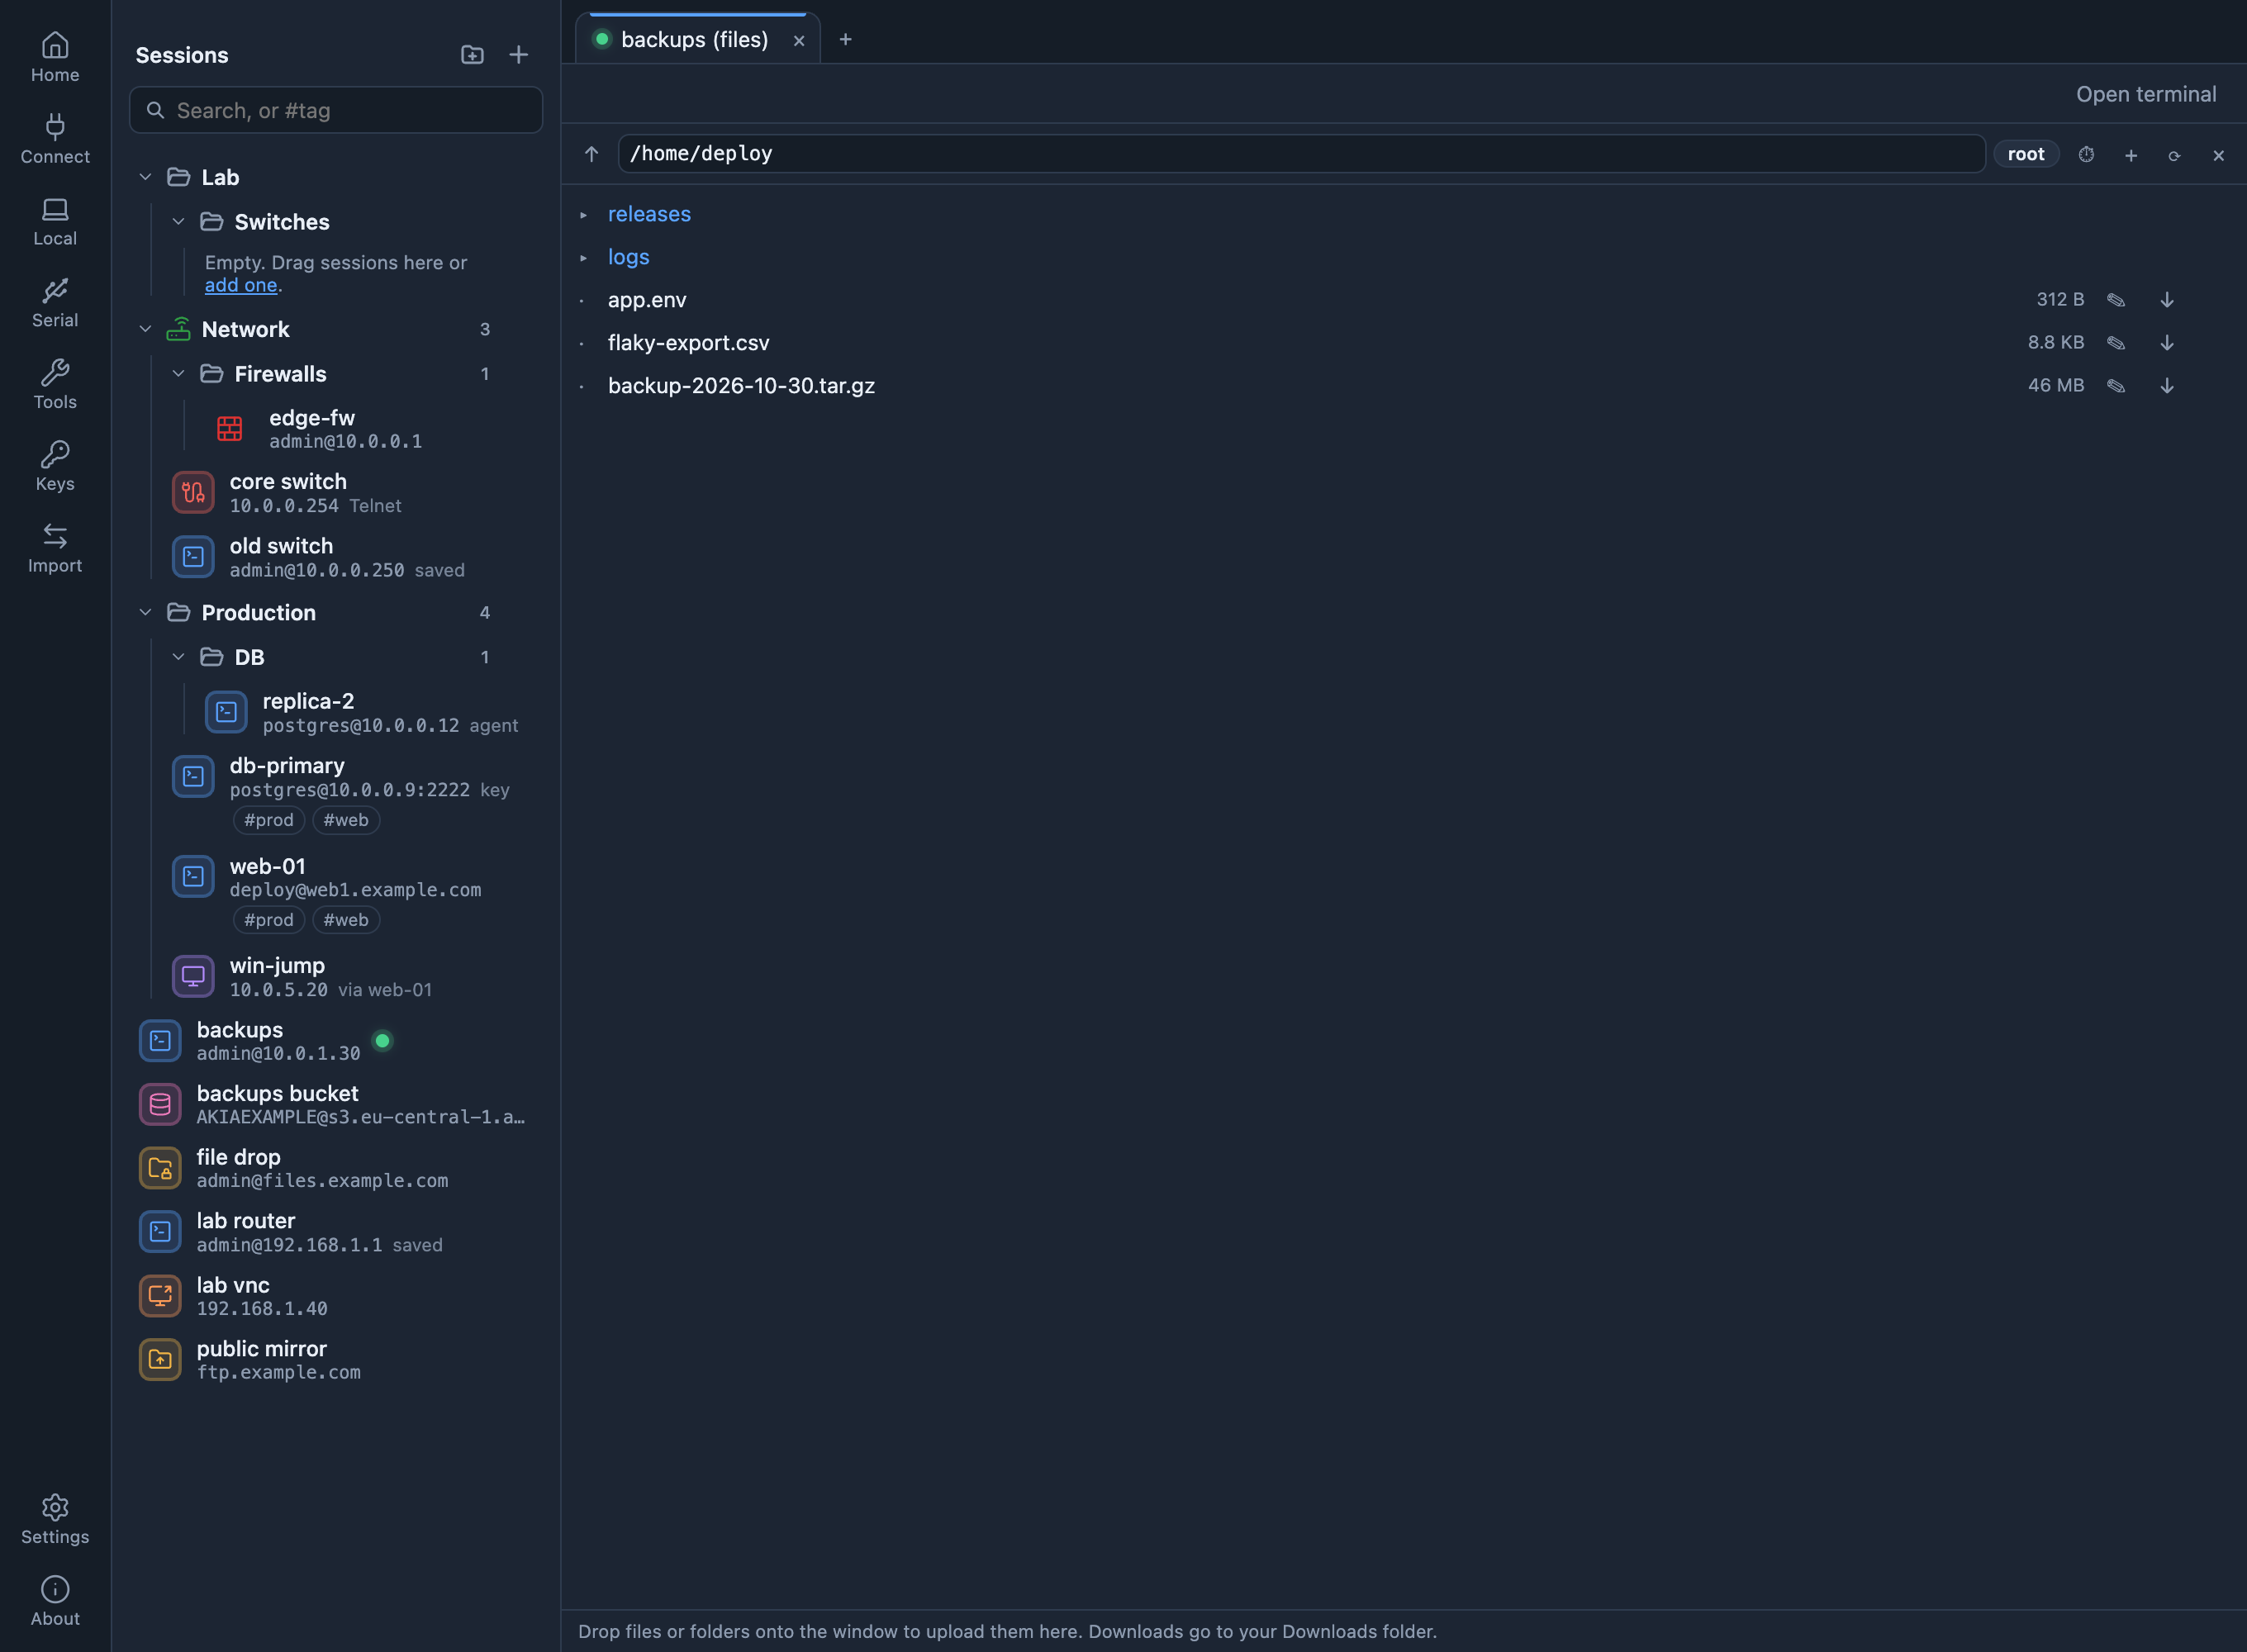 Home
Connect
Local
Serial
Tools
Keys
Import
Settings
About
Sessions
Search, or #tag
Lab
Switches
Empty. Drag sessions here or
add one.
Network 3
Firewalls 1
edge-fw
admin@10.0.0.1
core switch
10.0.0.254 Telnet
old switch
admin@10.0.0.250 saved
Production 4
DB 1
replica-2
postgres@10.0.0.12 agent
db-primary
postgres@10.0.0.9:2222 key
#prod #web
web-01
deploy@web1.example.com
#prod #web
win-jump
10.0.5.20 via web-01
backups
admin@10.0.1.30
backups bucket
AKIAEXAMPLE@s3.eu-central-1.a…
file drop
admin@files.example.com
lab router
admin@192.168.1.1 saved
lab vnc
192.168.1.40
public mirror
ftp.example.com
backups (files)
Open terminal
/home/deploy root
releases
logs
app.env 312 B
flaky-export.csv 8.8 KB
backup-2026-10-30.tar.gz 46 MB
Drop files or folders onto the window to upload them here. Downloads go to your Downloads folder.